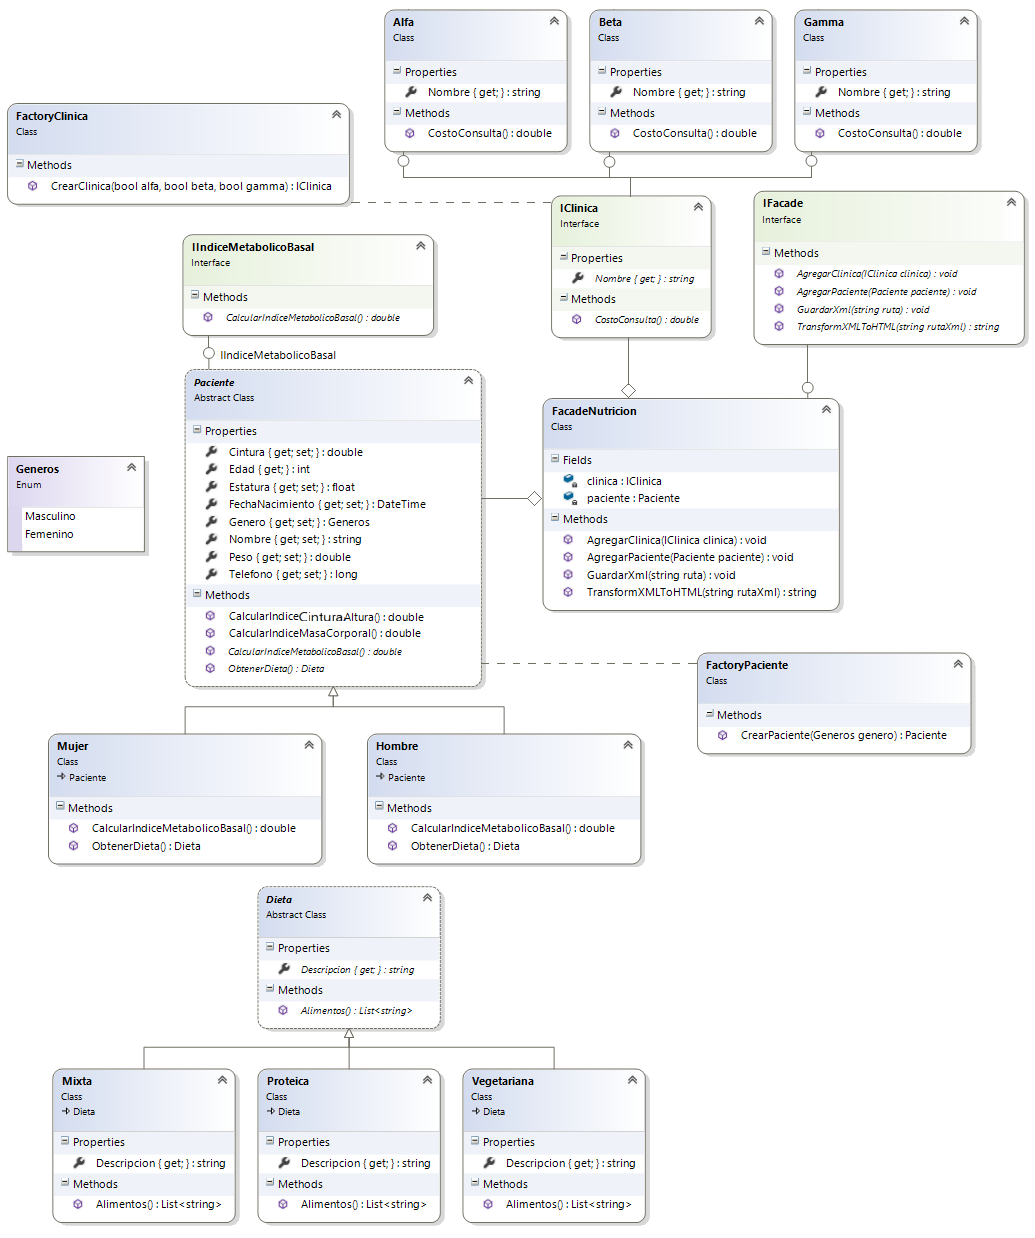 Alfa
Class
Properties
Nombre { get; } : string
Methods
CostoConsulta() : double
Beta
Class
Properties
Nombre { get; } : string
Methods
CostoConsulta() : double
Gamma
Class
Properties
Nombre { get; } : string
Methods
CostoConsulta() : double
FactoryClinica
Class
Methods
CrearClinica(bool alfa, bool beta, bool gamma) : IClinica
IClinica
Interface
Properties
Nombre { get; } : string
Methods
CostoConsulta() : double
IFacade
Interface
Methods
AgregarClinica(IClinica clinica) : void
AgregarPaciente(Paciente paciente) : void
GuardarXml(string ruta) : void
TransformXMLToHTML(string rutaXml) : string
IIndiceMetabolicoBasal
Interface
Methods
CalcularIndiceMetabolicoBasal() : double
IIndiceMetabolicoBasal
Paciente
Abstract Class
Properties
Cintura { get; set; } : double
Edad { get; } : int
Estatura { get; set; } : float
FechaNacimiento { get; set; } : DateTime
Genero { get; set; } : Generos
Nombre { get; set; } : string
Peso { get; set; } : double
Telefono { get; set; } : long
Methods
CalcularIndiceCinturaAltura() : double
CalcularIndiceMasaCorporal() : double
CalcularIndiceMetabolicoBasal() : double
ObtenerDieta() : Dieta
FacadeNutricion
Class
Fields
clinica : IClinica
paciente : Paciente
Methods
AgregarClinica(IClinica clinica) : void
AgregarPaciente(Paciente paciente) : void
GuardarXml(string ruta) : void
TransformXMLToHTML(string rutaXml) : string
Generos
Enum
Masculino
Femenino
FactoryPaciente
Class
Methods
CrearPaciente(Generos genero) : Paciente
Mujer
Class
Paciente
Methods
CalcularIndiceMetabolicoBasal() : double
ObtenerDieta() : Dieta
Hombre
Class
Paciente
Methods
CalcularIndiceMetabolicoBasal() : double
ObtenerDieta() : Dieta
Dieta
Abstract Class
Properties
Descripcion { get; } : string
Methods
Alimentos() : List<string>
Mixta
Class
Dieta
Properties
Descripcion { get; } : string
Methods
Alimentos() : List<string>
Proteica
Class
Dieta
Properties
Descripcion { get; } : string
Methods
Alimentos() : List<string>
Vegetariana
Class
Dieta
Properties
Descripcion { get; } : string
Methods
Alimentos() : List<string>